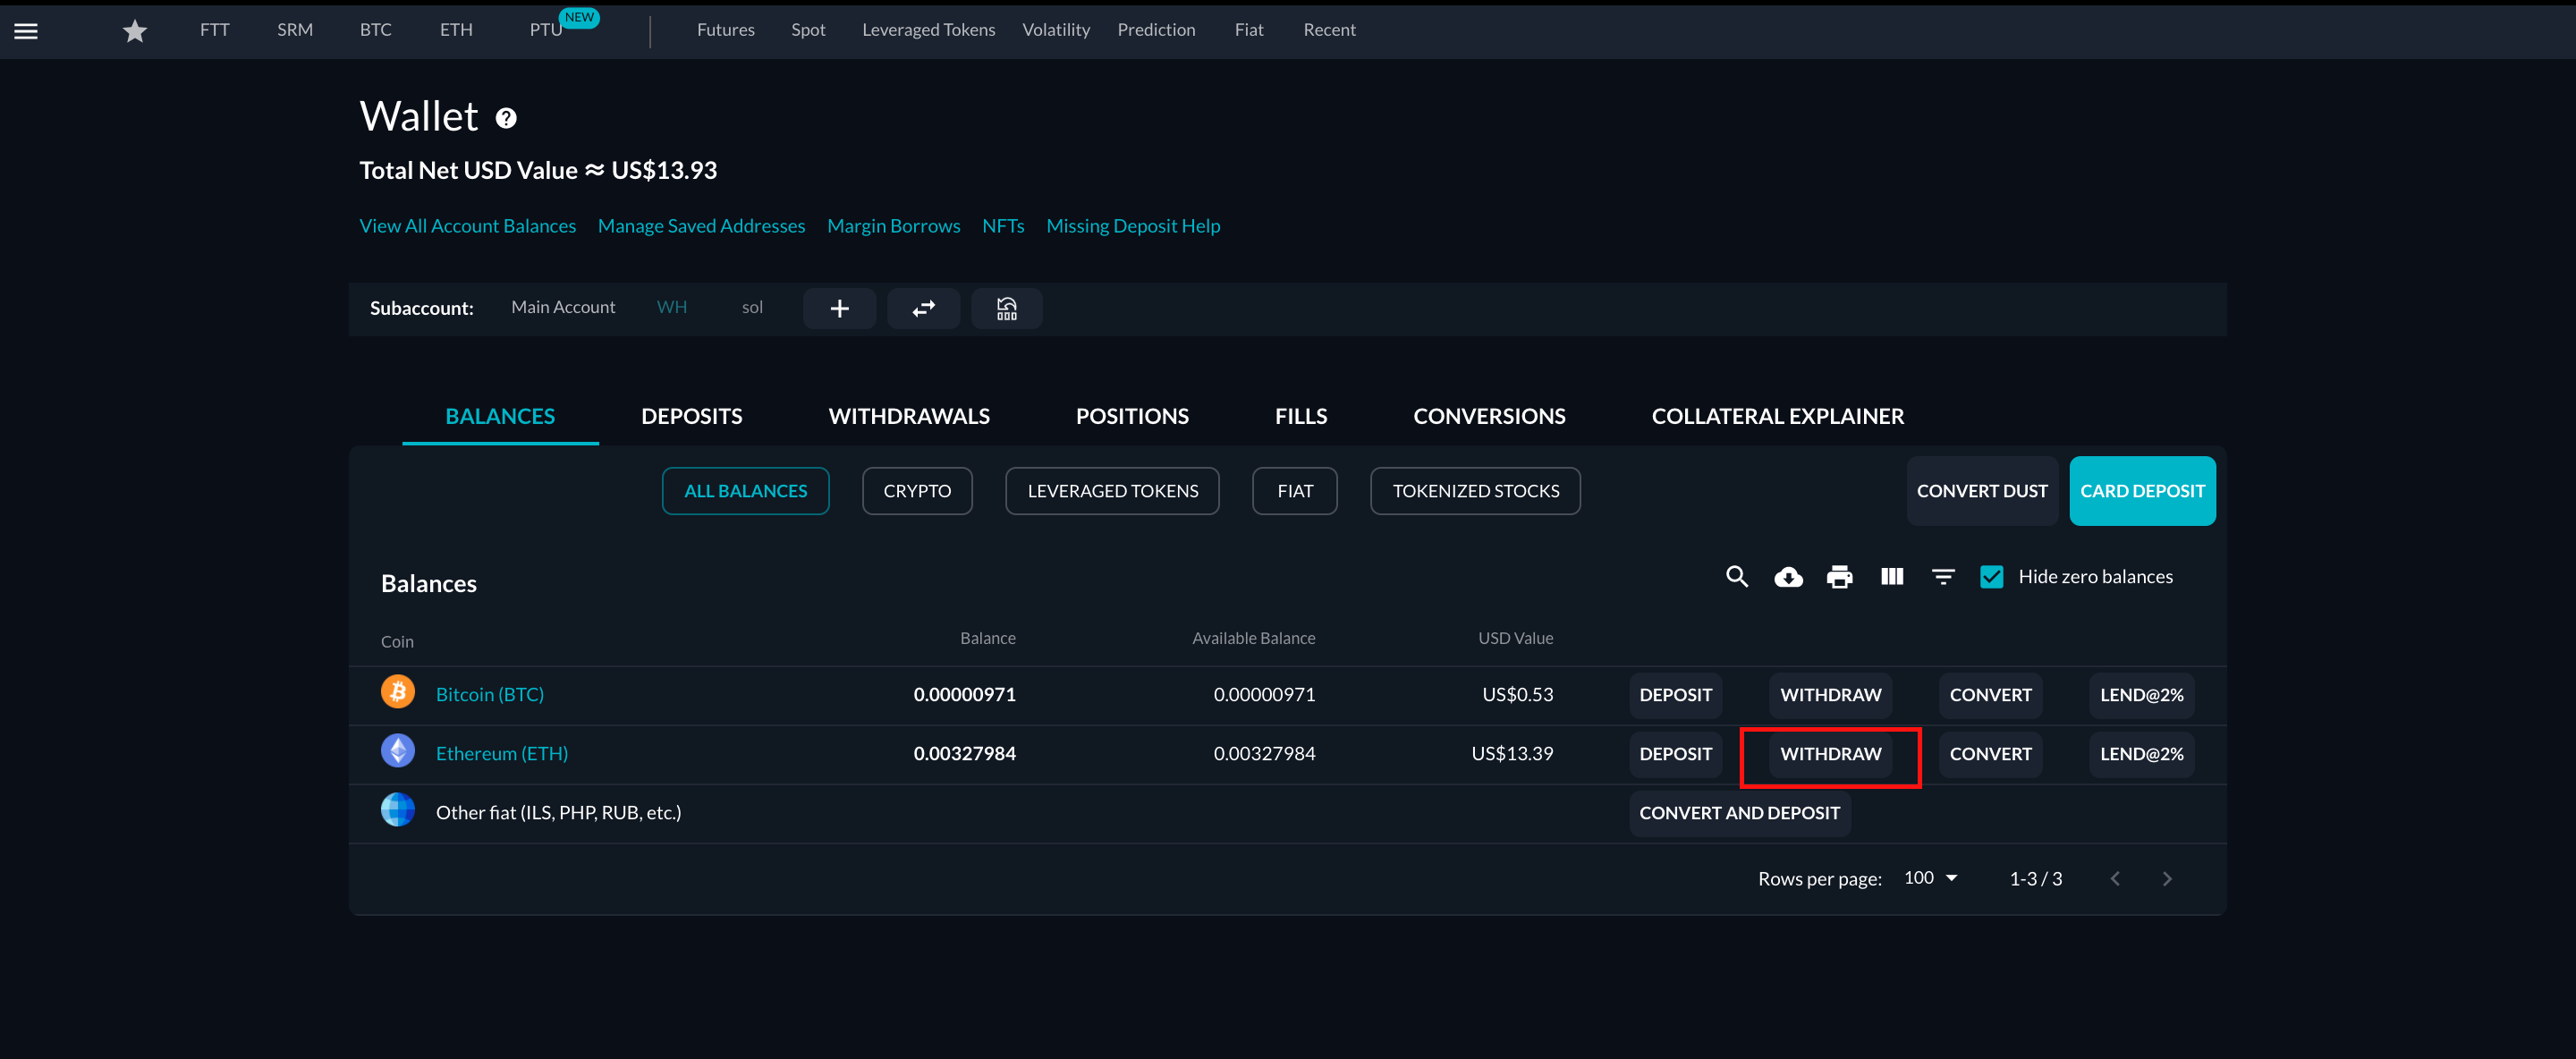 FTT SRM BTC ETH PTU NEW Futures Spot Leveraged Tokens Volatility Prediction Fiat Recent
Wallet ?
Total Net USD Value ≈ US$13.93
View All Account Balances Manage Saved Addresses Margin Borrows NFTs Missing Deposit Help
Subaccount: Main Account WH sol
BALANCES DEPOSITS WITHDRAWALS POSITIONS FILLS CONVERSIONS COLLATERAL EXPLAINER
ALL BALANCES CRYPTO LEVERAGED TOKENS FIAT TOKENIZED STOCKS CONVERT DUST CARD DEPOSIT
Balances Hide zero balances
Coin Balance Available Balance USD Value
Bitcoin (BTC) 0.00000971 0.00000971 US$0.53 DEPOSIT WITHDRAW CONVERT LEND@2%
Ethereum (ETH) 0.00327984 0.00327984 US$13.39 DEPOSIT WITHDRAW CONVERT LEND@2%
Other fiat (ILS, PHP, RUB, etc.) CONVERT AND DEPOSIT
Rows per page: 100 1-3 / 3